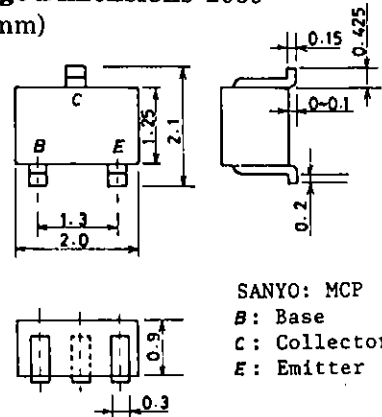 mm)
0.15
0.425
C
1.25
2.1
0~0.1
B E
1.3
2.0
0.2
SANYO: MCP
B: Base
C: Collector
E: Emitter
0.9
0.3